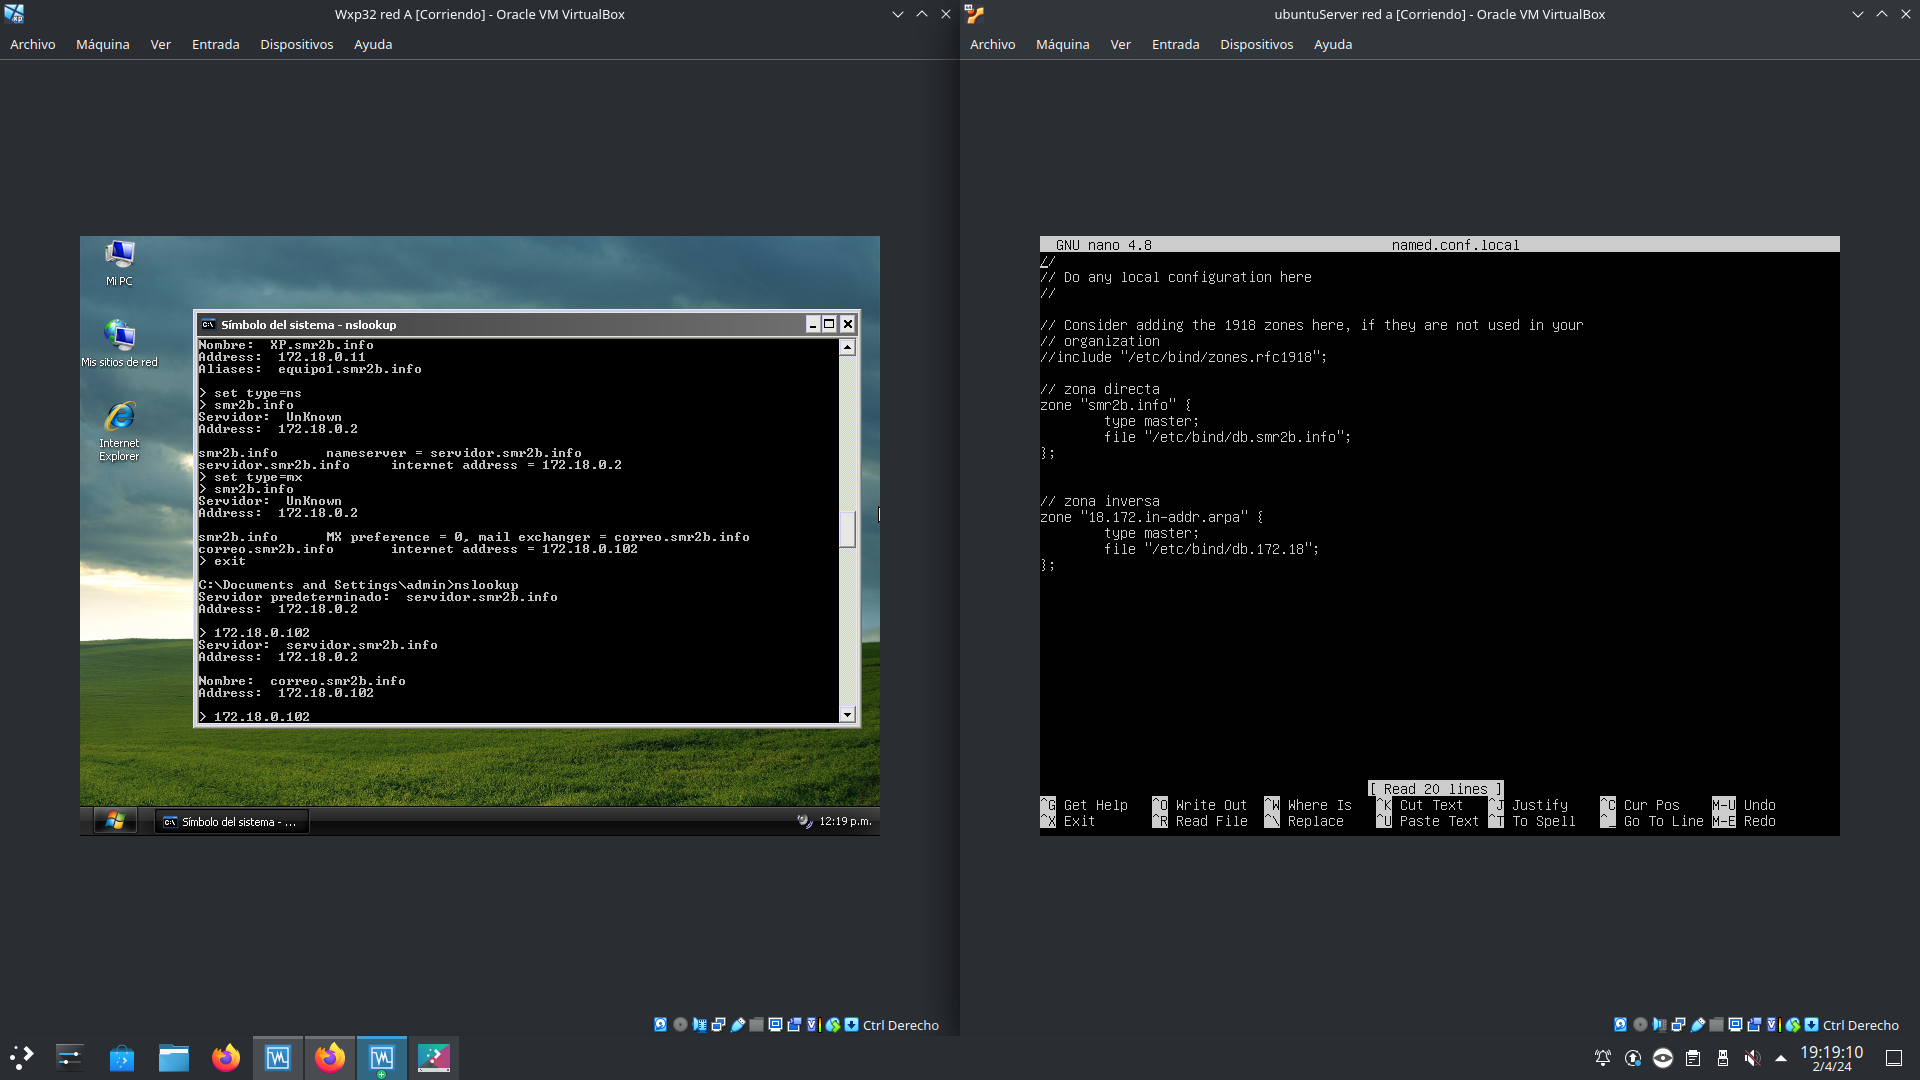 Wxp32 red A [Corriendo] - Oracle VM VirtualBox
Archivo Máquina Ver Entrada Dispositivos Ayuda
Mi PC
Mis sitios de red
Internet
Explorer
Símbolo del sistema - nslookup
Nombre:  XP.smr2b.info
Address:  172.18.0.11
Aliases:  equipo1.smr2b.info
> set type=ns
> smr2b.info
Servidor:  UnKnown
Address:  172.18.0.2
smr2b.info      nameserver = servidor.smr2b.info
servidor.smr2b.info     internet address = 172.18.0.2
> set type=mx
> smr2b.info
Servidor:  UnKnown
Address:  172.18.0.2
smr2b.info      MX preference = 0, mail exchanger = correo.smr2b.info
correo.smr2b.info       internet address = 172.18.0.102
> exit
C:\Documents and Settings\admin>nslookup
Servidor predeterminado:  servidor.smr2b.info
Address:  172.18.0.2
> 172.18.0.102
Servidor:  servidor.smr2b.info
Address:  172.18.0.2
Nombre:  correo.smr2b.info
Address:  172.18.0.102
> 172.18.0.102
Símbolo del sistema - ...
12:19 p.m.
Ctrl Derecho
ubuntuServer red a [Corriendo] - Oracle VM VirtualBox
Archivo Máquina Ver Entrada Dispositivos Ayuda
GNU nano 4.8 named.conf.local
//
// Do any local configuration here
//
// Consider adding the 1918 zones here, if they are not used in your
// organization
//include "/etc/bind/zones.rfc1918";
// zona directa
zone "smr2b.info" {
type master;
file "/etc/bind/db.smr2b.info";
};
// zona inversa
zone "18.172.in-addr.arpa" {
type master;
file "/etc/bind/db.172.18";
};
[ Read 20 lines ]
^G Get Help ^O Write Out ^W Where Is ^K Cut Text ^J Justify ^C Cur Pos M-U Undo
^X Exit ^R Read File ^\ Replace ^U Paste Text ^T To Spell ^_ Go To Line M-E Redo
Ctrl Derecho
19:19:10
2/4/24